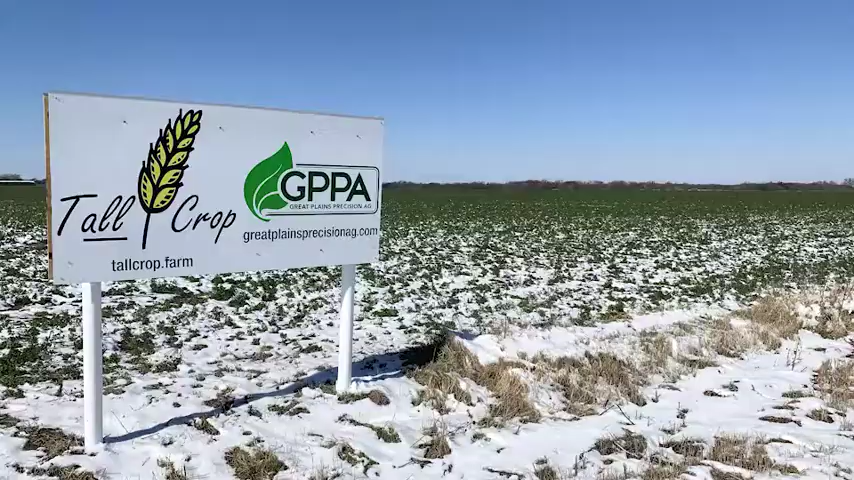 Tall Crop
tallcrop.farm
GPPA
GREAT PLAINS PRECISION AG
greatplainsprecisionag.com